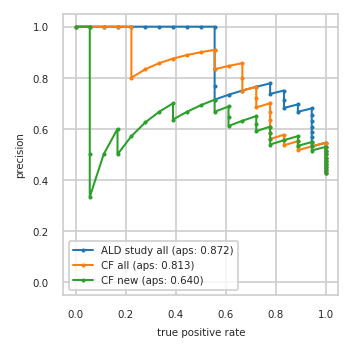 1.0
0.8
0.6
0.4
0.2
0.0
precision
ALD study all (aps: 0.872)
CF all (aps: 0.813)
CF new (aps: 0.640)
0.0 0.2 0.4 0.6 0.8 1.0
true positive rate